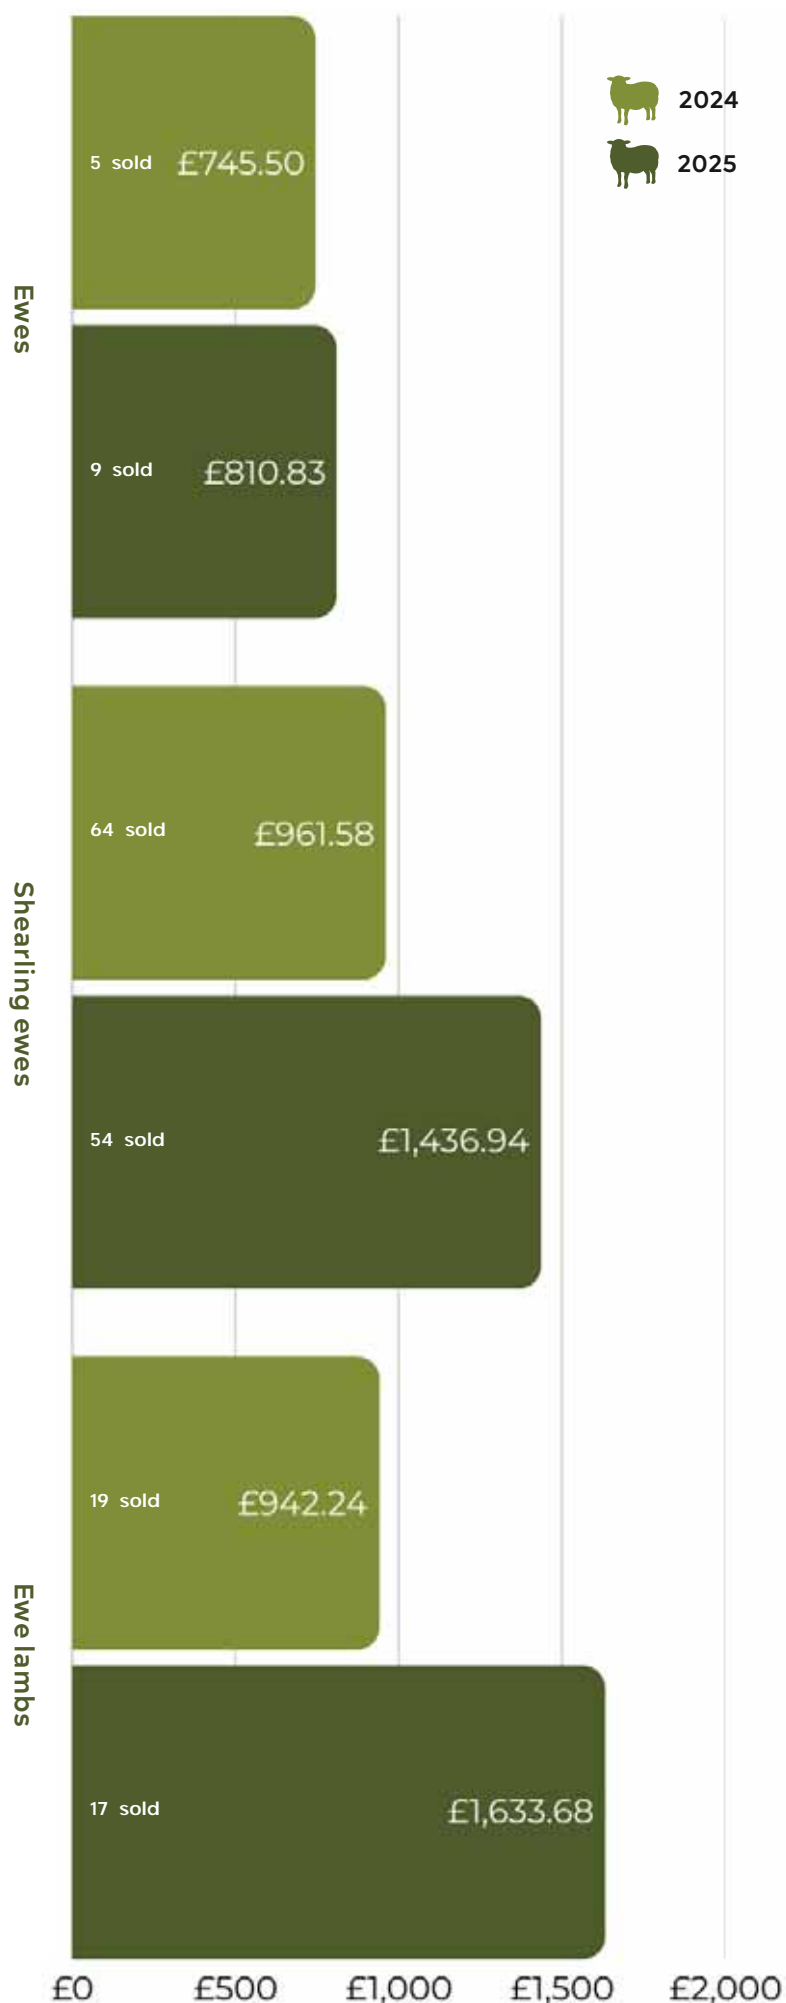 2024
2025
Ewes
5 sold £745.50
9 sold £810.83
Shearling ewes
64 sold £961.58
54 sold £1,436.94
Ewe lambs
19 sold £942.24
17 sold £1,633.68
£0 £500 £1,000 £1,500 £2,000